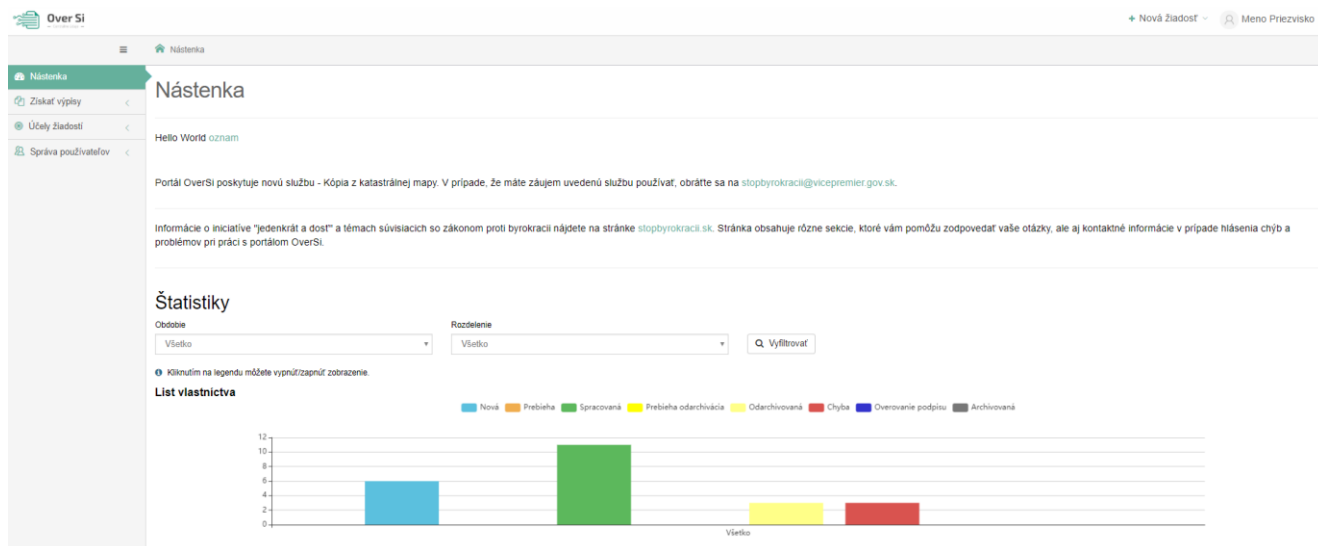 Over Si
+ Nová žiadosť
Meno Priezvisko
Nástenka
Nástenka
Získať výpisy
Účely žiadostí
Správa používateľov
Nástenka
Hello World oznam
Portál OverSi poskytuje novú službu - Kópia z katastrálnej mapy. V prípade, že máte záujem uvedenú službu používať, obráťte sa na stopbyrokracii@vicepremier.gov.sk.
Informácie o iniciatíve "jedenkrát a dosť" a témach súvisiacich so zákonom proti byrokracii nájdete na stránke stopbyrokracii.sk. Stránka obsahuje rôzne sekcie, ktoré vám pomôžu zodpovedať vaše otázky, ale aj kontaktné informácie v prípade hlásenia chýb a
problémov pri práci s portálom OverSi.
Štatistiky
Obdobie
Rozdelenie
Všetko
Všetko
Vyfiltrovať
Kliknutím na legendu môžete vypnúť/zapnúť zobrazenie.
List vlastníctva
Nová Prebieha Spracovaná Prebieha odarchivácia Odarchivovaná Chyba Overovanie podpisu Archivovaná
12
10
8
6
4
2
0
Všetko